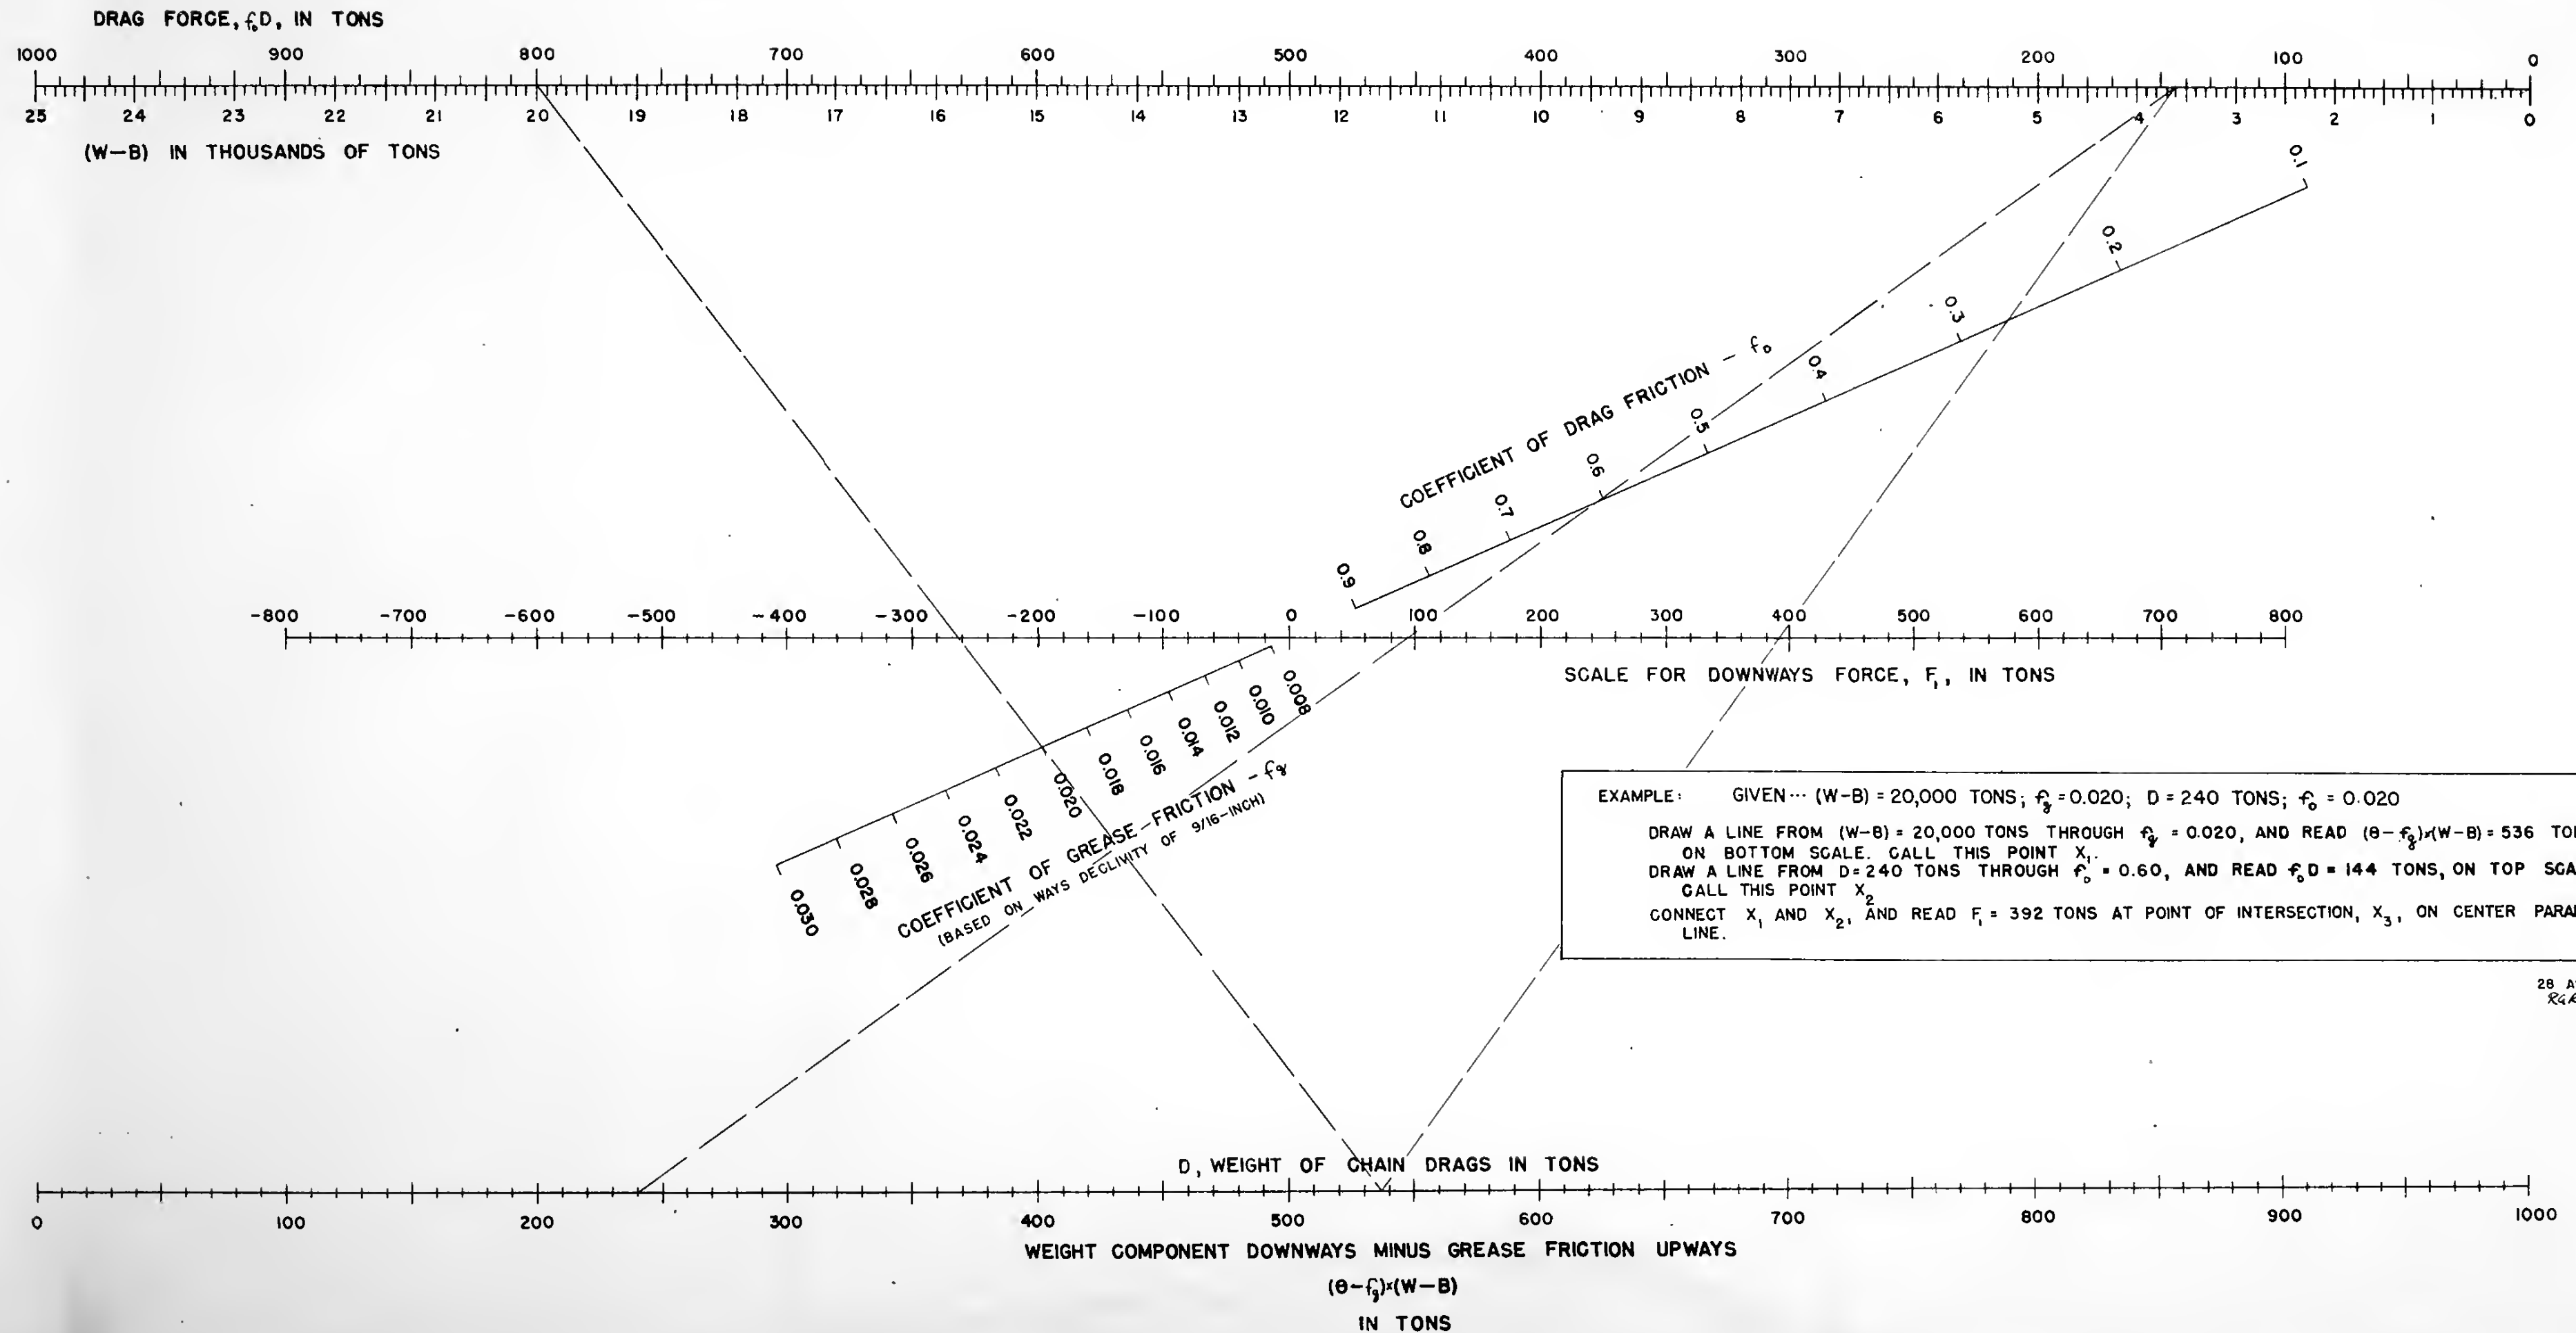 DRAG FORCE, f₀D, IN TONS
1000 900 800 700 600 500 400 300 200 100 0
25 24 23 22 21 20 19 18 17 16 15 14 13 12 11 10 9 8 7 6 5 4 3 2 1 0
(W—B) IN THOUSANDS OF TONS
0.1
0.2
0.3
0.4
0.5
0.6
0.7
0.8
0.9
COEFFICIENT OF DRAG FRICTION — f₀
-800 -700 -600 -500 -400 -300 -200 -100 0 100 200 300 400 500 600 700 800
SCALE FOR DOWNWAYS FORCE, F₁, IN TONS
0.008
0.010
0.012
0.014
0.016
0.018
0.020
0.022
0.024
0.026
0.028
0.030
COEFFICIENT OF GREASE FRICTION - fg
(BASED ON WAYS DECLIVITY OF 9/16-INCH)
EXAMPLE: GIVEN··· (W-B) = 20,000 TONS; fg = 0.020; D = 240 TONS; f₀ = 0.020
DRAW A LINE FROM (W-B) = 20,000 TONS THROUGH fg = 0.020, AND READ (θ-fg)x(W-B) = 536
ON BOTTOM SCALE. CALL THIS POINT X₁.
DRAW A LINE FROM D = 240 TONS THROUGH f₀ = 0.60, AND READ f₀D = 144 TONS, ON TOP
CALL THIS POINT X₂
CONNECT X₁ AND X₂, AND READ F₁ = 392 TONS AT POINT OF INTERSECTION, X₃, ON CENTER
LINE.
28
D, WEIGHT OF CHAIN DRAGS IN TONS
0 100 200 300 400 500 600 700 800 900 1000
WEIGHT COMPONENT DOWNWAYS MINUS GREASE FRICTION UPWAYS
(θ—fg)x(W—B)
IN TONS